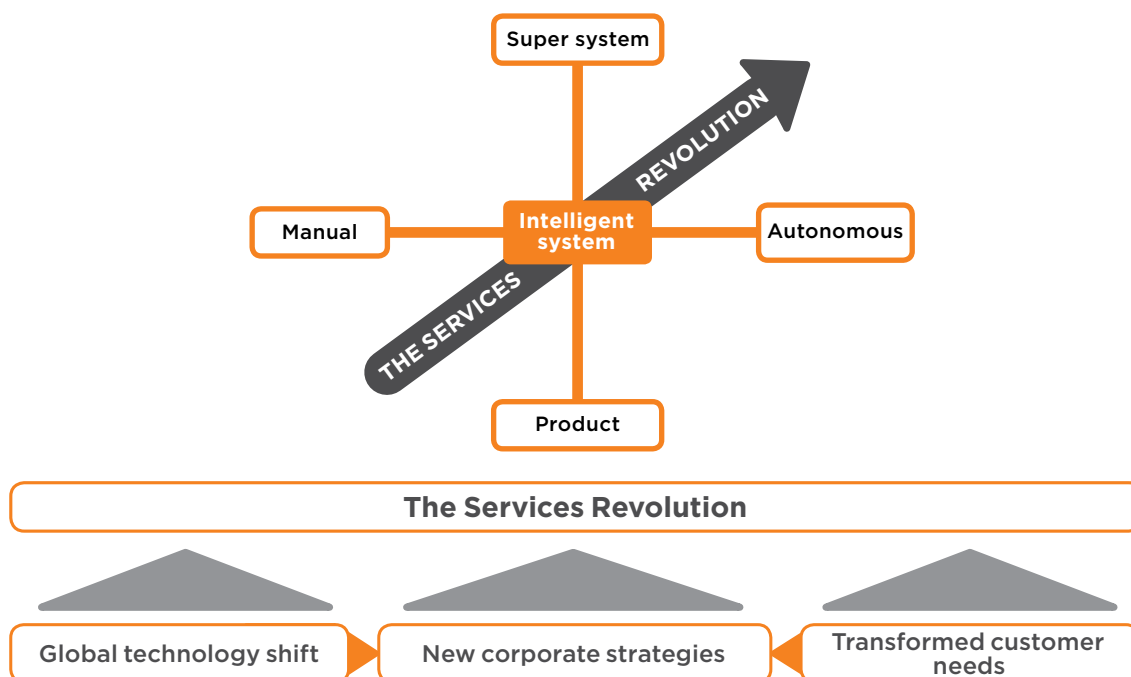 Super system
THE SERVICES REVOLUTION
Manual
Intelligent
system
Autonomous
Product
The Services Revolution
Global technology shift
New corporate strategies
Transformed customer
needs